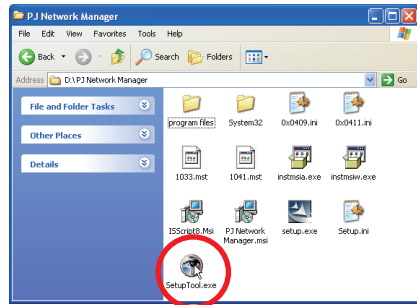 PJ Network Manager
File Edit View Favorites Tools Help
Back Search Folders
Address D:\PJ Network Manager Go
File and Folder Tasks
Other Places
Details
program files System32 0x0409.ini 0x0411.ini
1033.mst 1041.mst instmsia.exe instmsiw.exe
ISScript8.Msi PJ Network Manager.msi setup.exe Setup.ini
SetupTool.exe